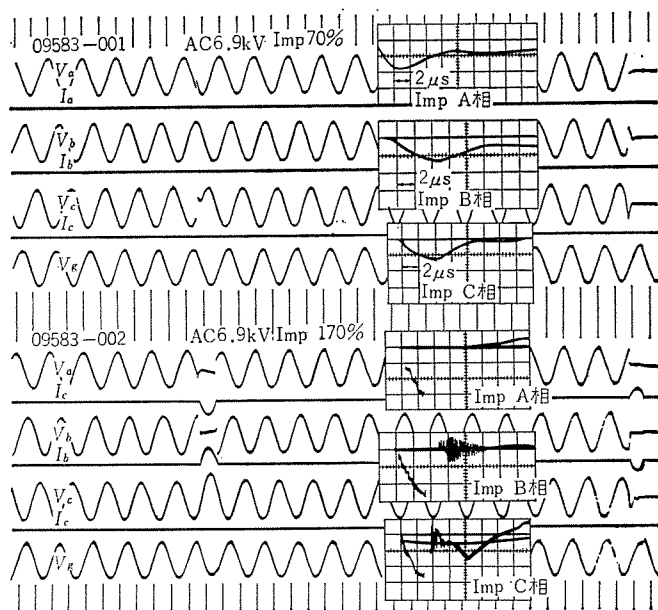 09583-001 AC6.9kV Imp70%
Va
Ia
2μs
Imp A相
Vb
Ib
2μs
Imp B相
Vc
Ic
2μs
Imp C相
Vg
09583-002 AC6.9kV Imp 170%
Va
Ic
Imp A相
Vb
Ib
Imp B相
Vc
Ic
Vg
Imp C相